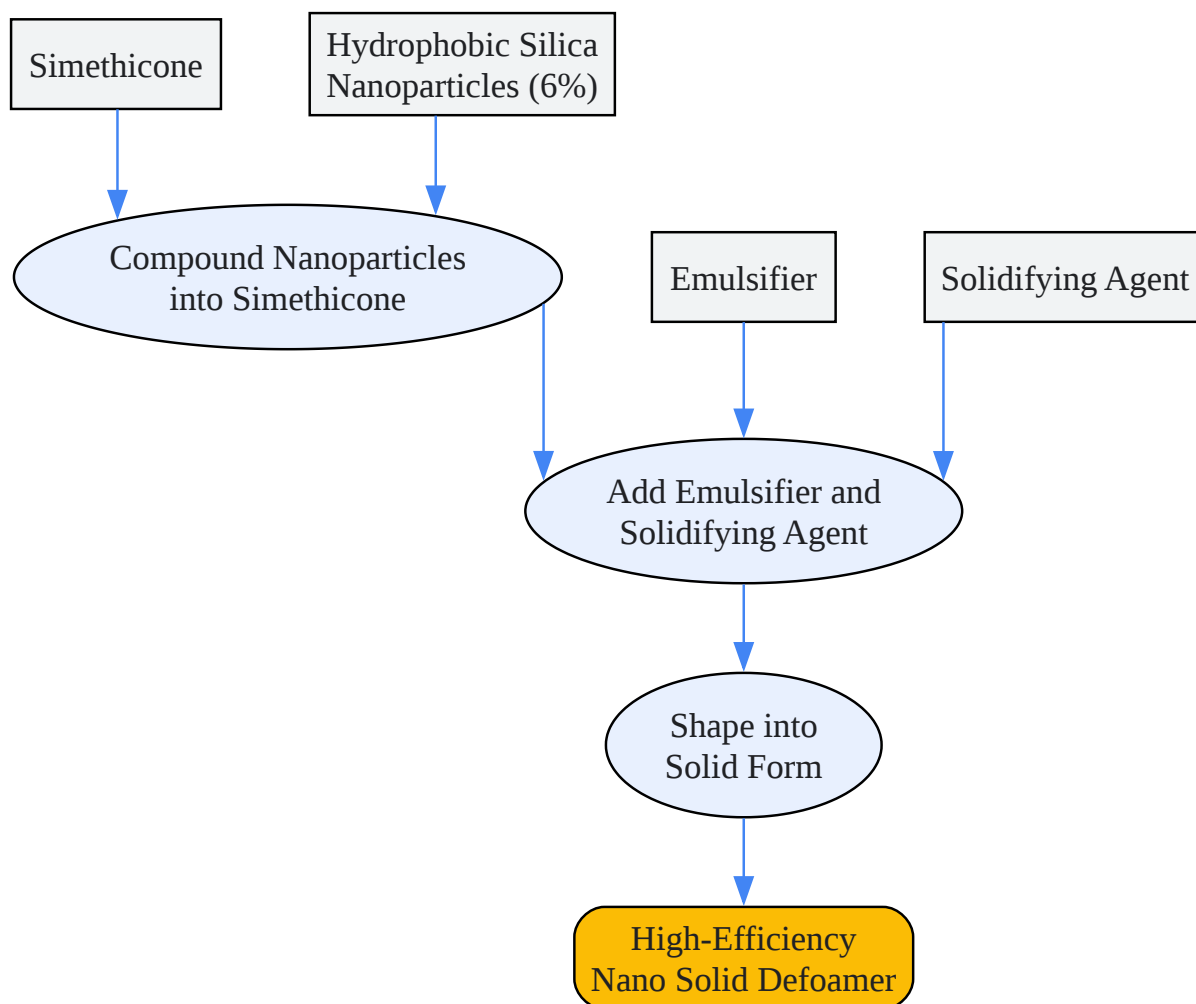 Simethicone
Hydrophobic Silica
Nanoparticles (6%)
Compound Nanoparticles
into Simethicone
Emulsifier
Solidifying Agent
Add Emulsifier and
Solidifying Agent
Shape into
Solid Form
High-Efficiency
Nano Solid Defoamer